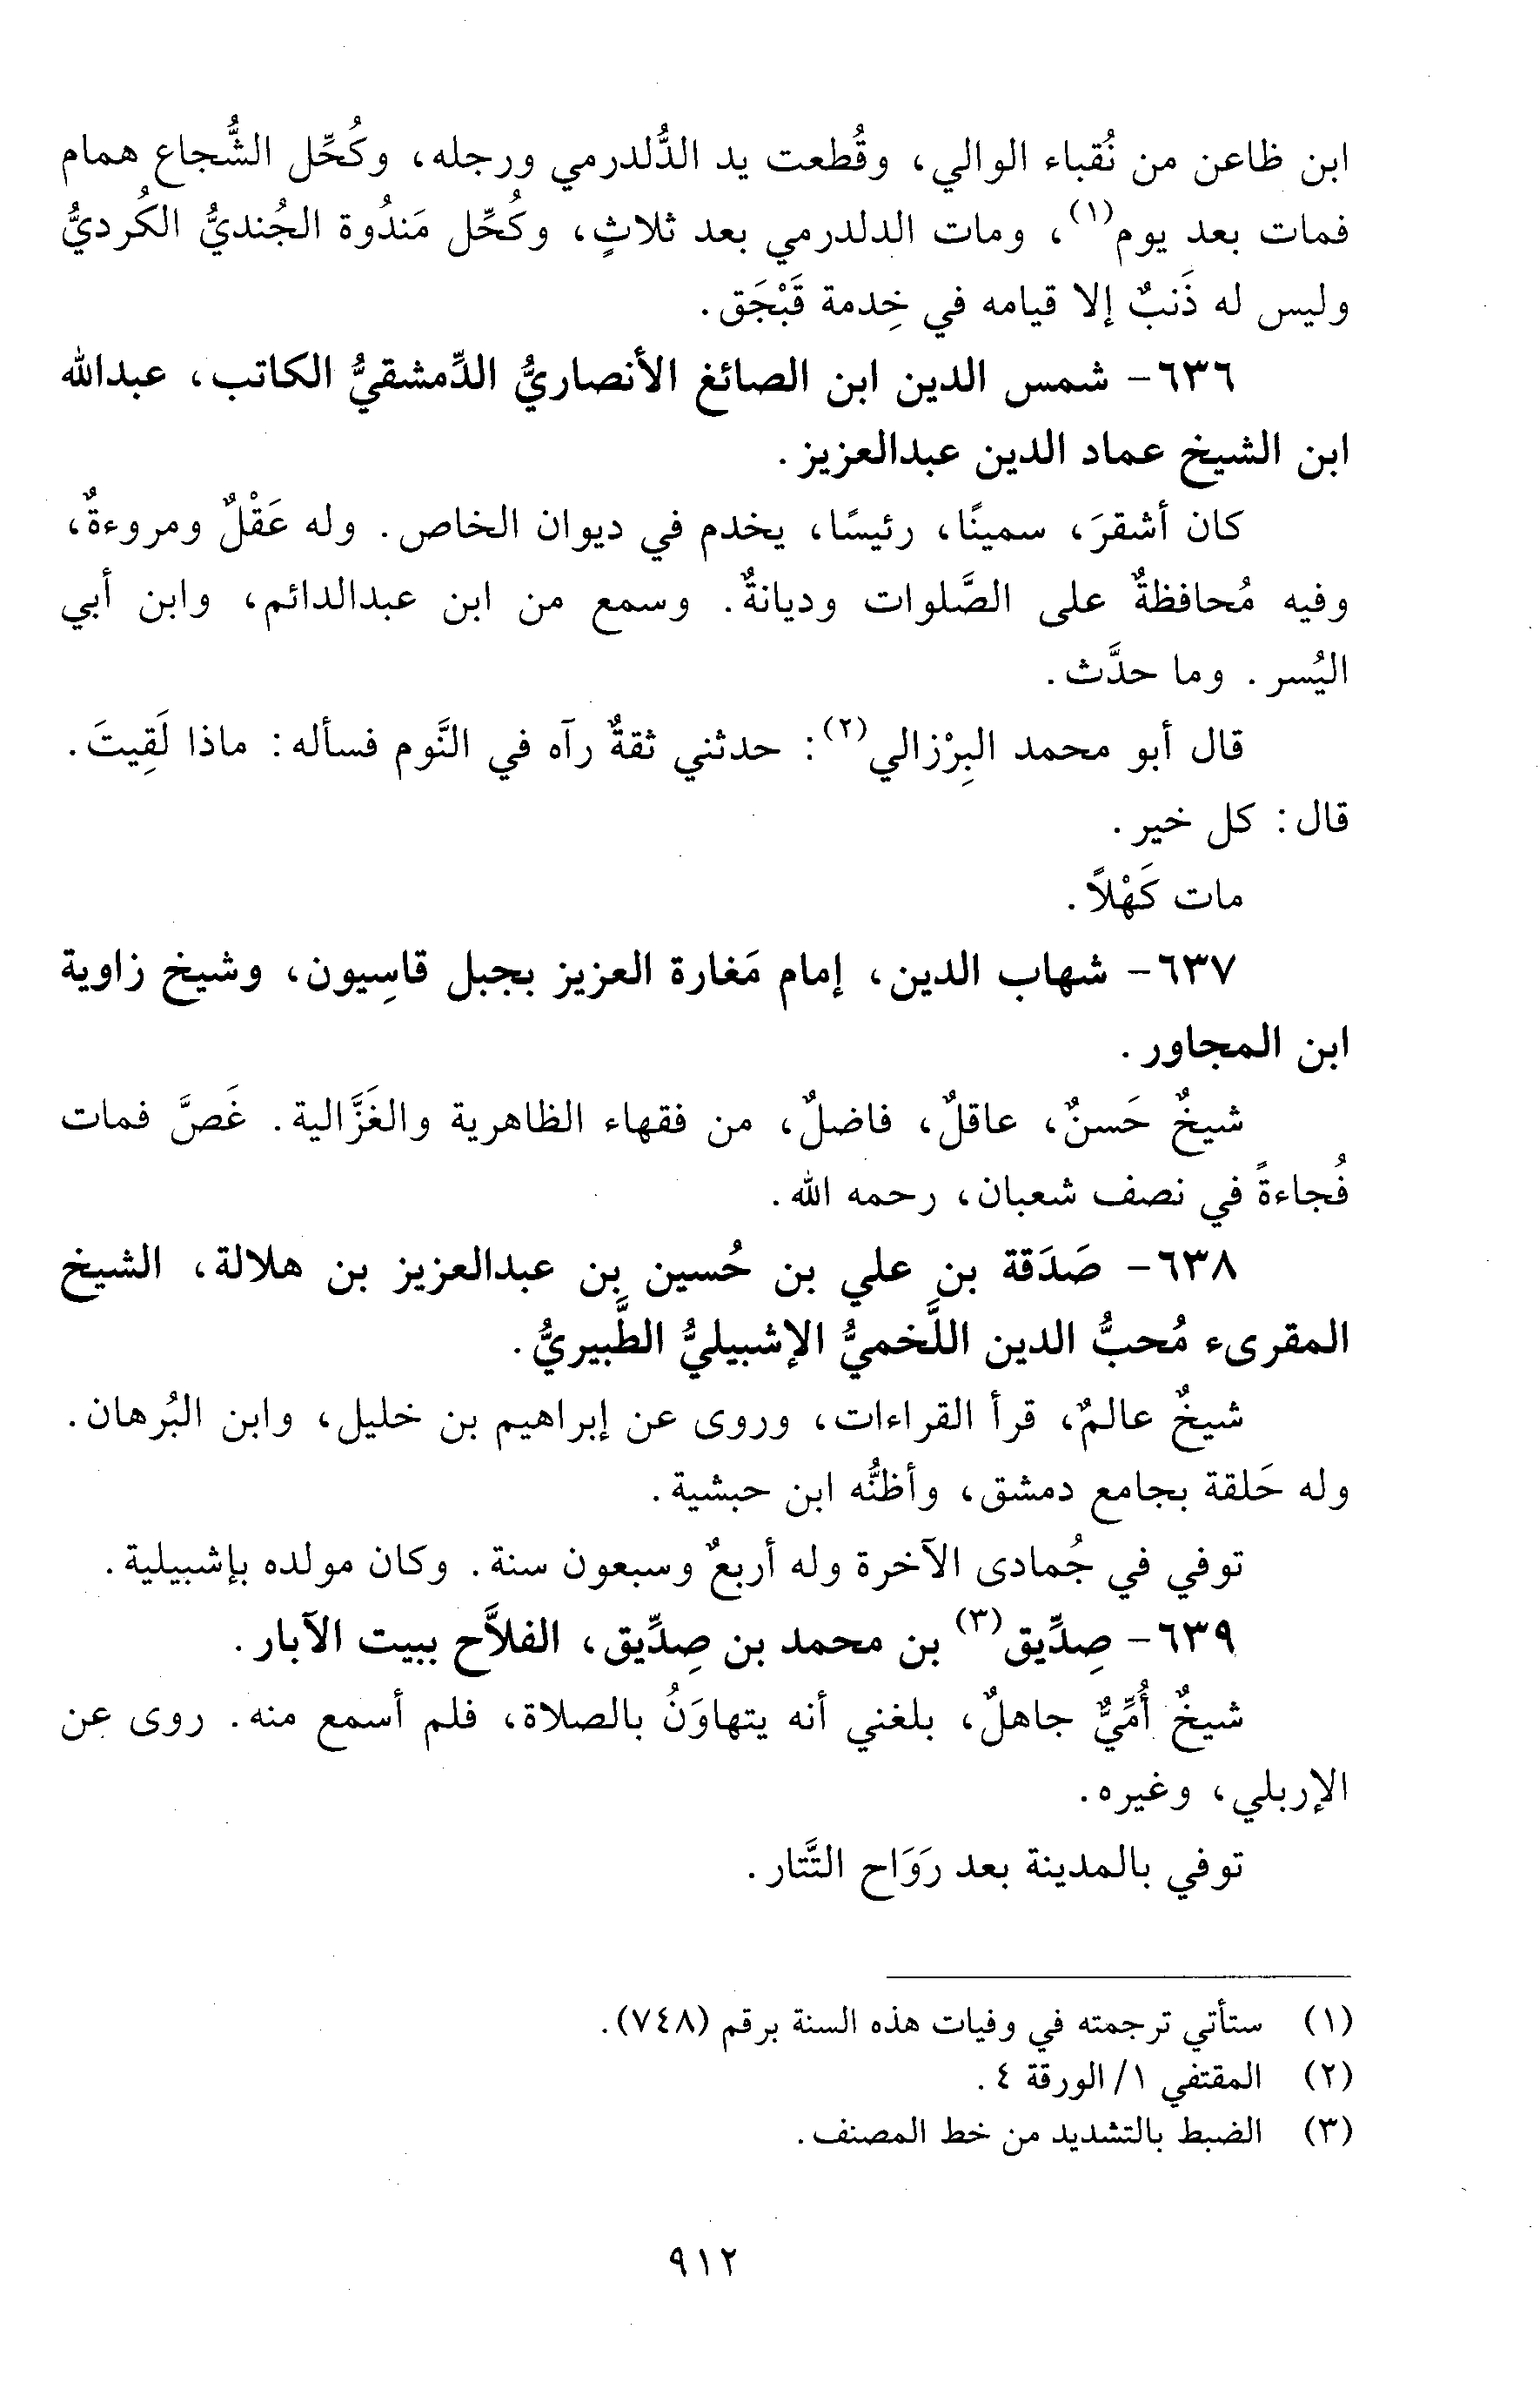 ابن ظاعن من نُقباء الوالي، وقُطعت يد الدُّلدرمي ورجله، وكُحِّل الشُّجاع همام
فمات بعد يوم(١)، ومات الدلدرمي بعد ثلاثٍ، وكُحِّل مَندُوة الجُنديُّ الكُرديُّ
وليس له ذَنبٌ إلا قيامه في خِدمة قَبْجَق.
٦٣٦- شمس الدين ابن الصائغ الأنصاريُّ الدِّمشقيُّ الكاتب، عبدالله
ابن الشيخ عماد الدين عبدالعزيز.
كان أشقرَ، سمينًا، رئيسًا، يخدم في ديوان الخاص. وله عَقْلٌ ومروءةٌ،
وفيه مُحافظةٌ على الصَّلوات وديانةٌ. وسمع من ابن عبدالدائم، وابن أبي
اليُسر. وما حدَّث.
قال أبو محمد البِرْزالي(٢): حدثني ثقةٌ رآه في النَّوم فسأله: ماذا لَقِيتَ.
قال: كل خير.
مات كَهْلاً.
٦٣٧- شهاب الدين، إمام مَغارة العزيز بجبل قاسِيون، وشيخ زاوية
ابن المجاور.
شيخٌ حَسنٌ، عاقلٌ، فاضلٌ، من فقهاء الظاهرية والغَزَّالية. غَصَّ فمات
فُجاءةً في نصف شعبان، رحمه الله.
٦٣٨- صَدَقة بن علي بن حُسين بن عبدالعزيز بن هلالة، الشيخ
المقرىء مُحبُّ الدين اللَّخميُّ الإشبيليُّ الطَّبيريُّ.
شيخٌ عالمٌ، قرأ القراءات، وروى عن إبراهيم بن خليل، وابن البُرهان.
وله حَلقة بجامع دمشق، وأظنُّه ابن حبشية.
توفي في جُمادى الآخرة وله أربعٌ وسبعون سنة. وكان مولده بإشبيلية.
٦٣٩- صِدِّيق(٣) بن محمد بن صِدِّيق، الفلاَّح ببيت الآبار.
شيخٌ أُمِّيٌّ جاهلٌ، بلغني أنه يتهاوَنُ بالصلاة، فلم أسمع منه. روى عن
الإربلي، وغيره.
توفي بالمدينة بعد رَوَاح التَّتار.
(١) ستأتي ترجمته في وفيات هذه السنة برقم (٧٤٨).
(٢) المقتفي ١/ الورقة ٤.
(٣) الضبط بالتشديد من خط المصنف.
٩١٢